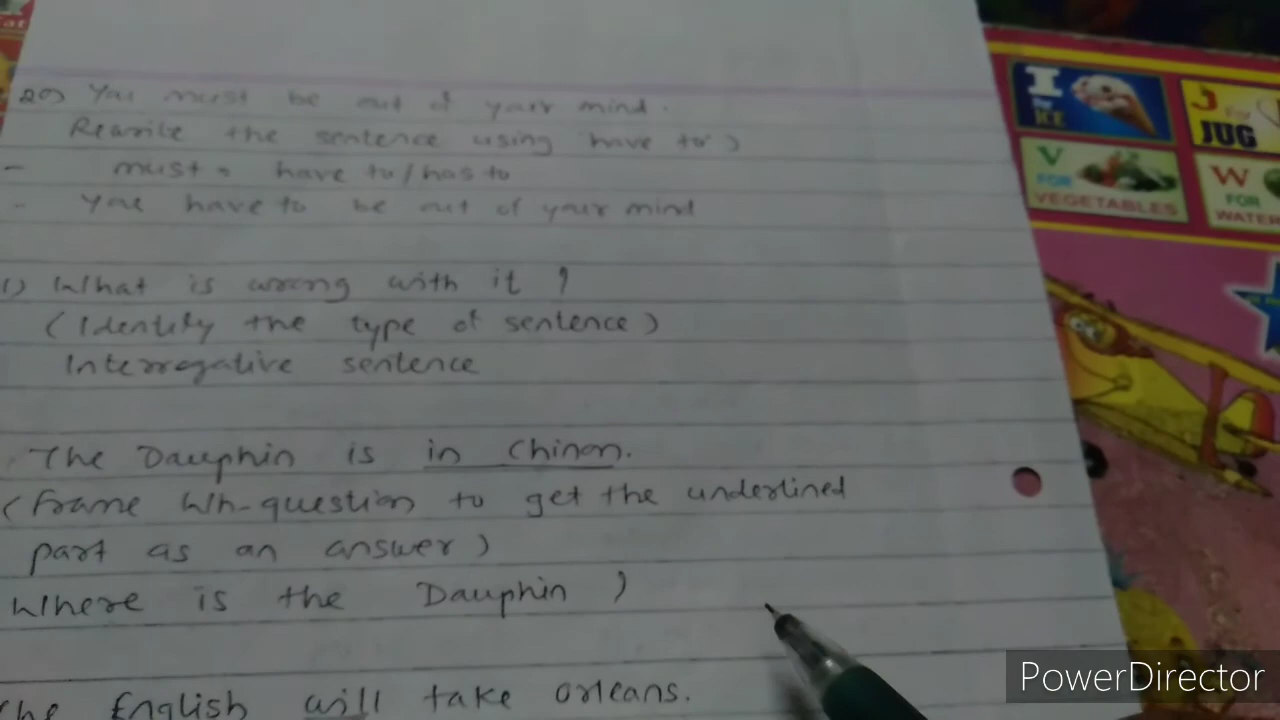 20) You must be out of your mind.
Rewrite the sentence using 'have to')
- must = have to/has to
- You have to be out of your mind
1) What is wrong with it ?
(Identify the type of sentence)
Interrogative sentence
The Dauphin is in Chinon.
(Frame Wh-question to get the underlined
part as an answer)
Where is the Dauphin ?
The English will take orleans.
I
ICE
J
JUG
V
FOR
VEGETABLES
W
FOR
WATER
PowerDirector